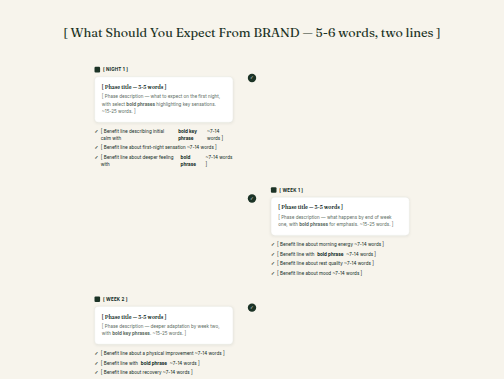 [ What Should You Expect From BRAND — 5-6 words, two lines ]
[ NIGHT 1 ]
[ Phase title — 5-5 words ]
[ Phase description — what to expect on the first night,
with select bold phrases highlighting key sensations.
~15-25 words. ]
✓ [ Benefit line describing initial calm with bold key phrase ~7-14 words ]
✓ [ Benefit line about first-night sensation ~7-14 words ]
✓ [ Benefit line about deeper feeling with bold phrase ~7-14 words ]
[ WEEK 1 ]
[ Phase title — 5-5 words ]
[ Phase description — what happens by end of week
one, with bold phrases for emphasis. ~15-25 words. ]
✓ [ Benefit line about morning energy ~7-14 words ]
✓ [ Benefit line with bold phrase ~7-14 words ]
✓ [ Benefit line about rest quality ~7-14 words ]
✓ [ Benefit line about mood ~7-14 words ]
[ WEEK 2 ]
[ Phase title — 5-5 words ]
[ Phase description — deeper adaptation by week two,
with bold key phrases. ~15-25 words. ]
✓ [ Benefit line about a physical improvement ~7-14 words ]
✓ [ Benefit line with bold phrase ~7-14 words ]
✓ [ Benefit line about recovery ~7-14 words ]